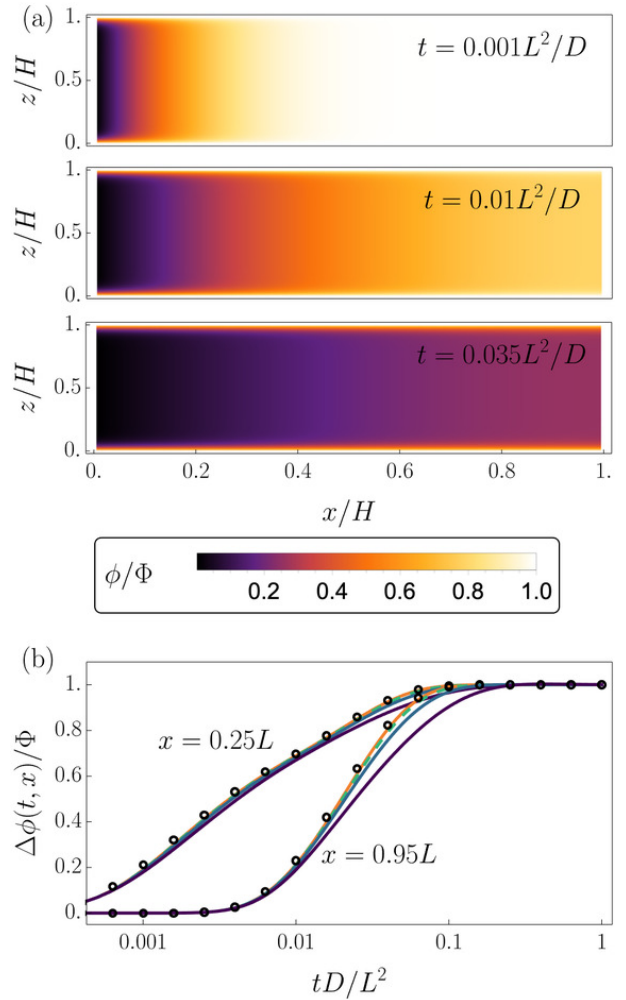 (a)
1.
z/H
0.5
0.
t = 0.001L²/D
1.
z/H
0.5
0.
t = 0.01L²/D
1.
z/H
0.5
0.
t = 0.035L²/D
0. 0.2 0.4 0.6 0.8 1.
x/H
ϕ/Φ
0.2 0.4 0.6 0.8 1.0
(b)
1.
0.8
0.6
0.4
0.2
0.
Δϕ(t, x)/Φ
x = 0.25L
x = 0.95L
0.001 0.01 0.1 1
tD/L²